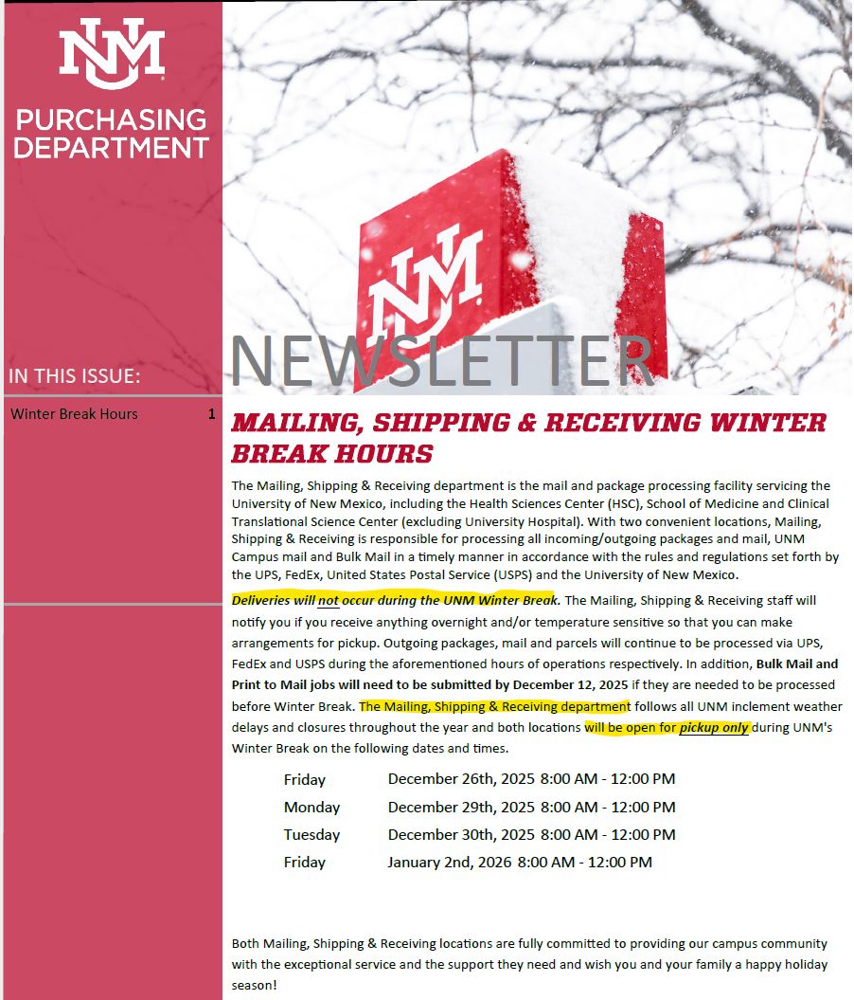 UNM
PURCHASING
DEPARTMENT
UNM
NEWSLETTER
IN THIS ISSUE:
Winter Break Hours 1
MAILING, SHIPPING & RECEIVING WINTER
BREAK HOURS
The Mailing, Shipping & Receiving department is the mail and package processing facility servicing the
University of New Mexico, including the Health Sciences Center (HSC), School of Medicine and Clinical
Translational Science Center (excluding University Hospital). With two convenient locations, Mailing,
Shipping & Receiving is responsible for processing all incoming/outgoing packages and mail, UNM
Campus mail and Bulk Mail in a timely manner in accordance with the rules and regulations set forth by
the UPS, FedEx, United States Postal Service (USPS) and the University of New Mexico.
Deliveries will not occur during the UNM Winter Break. The Mailing, Shipping & Receiving staff will
notify you if you receive anything overnight and/or temperature sensitive so that you can make
arrangements for pickup. Outgoing packages, mail and parcels will continue to be processed via UPS,
FedEx and USPS during the aforementioned hours of operations respectively. In addition, Bulk Mail and
Print to Mail jobs will need to be submitted by December 12, 2025 if they are needed to be processed
before Winter Break. The Mailing, Shipping & Receiving department follows all UNM inclement weather
delays and closures throughout the year and both locations will be open for pickup only during UNM's
Winter Break on the following dates and times.
Friday December 26th, 2025 8:00 AM - 12:00 PM
Monday December 29th, 2025 8:00 AM - 12:00 PM
Tuesday December 30th, 2025 8:00 AM - 12:00 PM
Friday January 2nd, 2026 8:00 AM - 12:00 PM
Both Mailing, Shipping & Receiving locations are fully committed to providing our campus community
with the exceptional service and the support they need and wish you and your family a happy holiday
season!